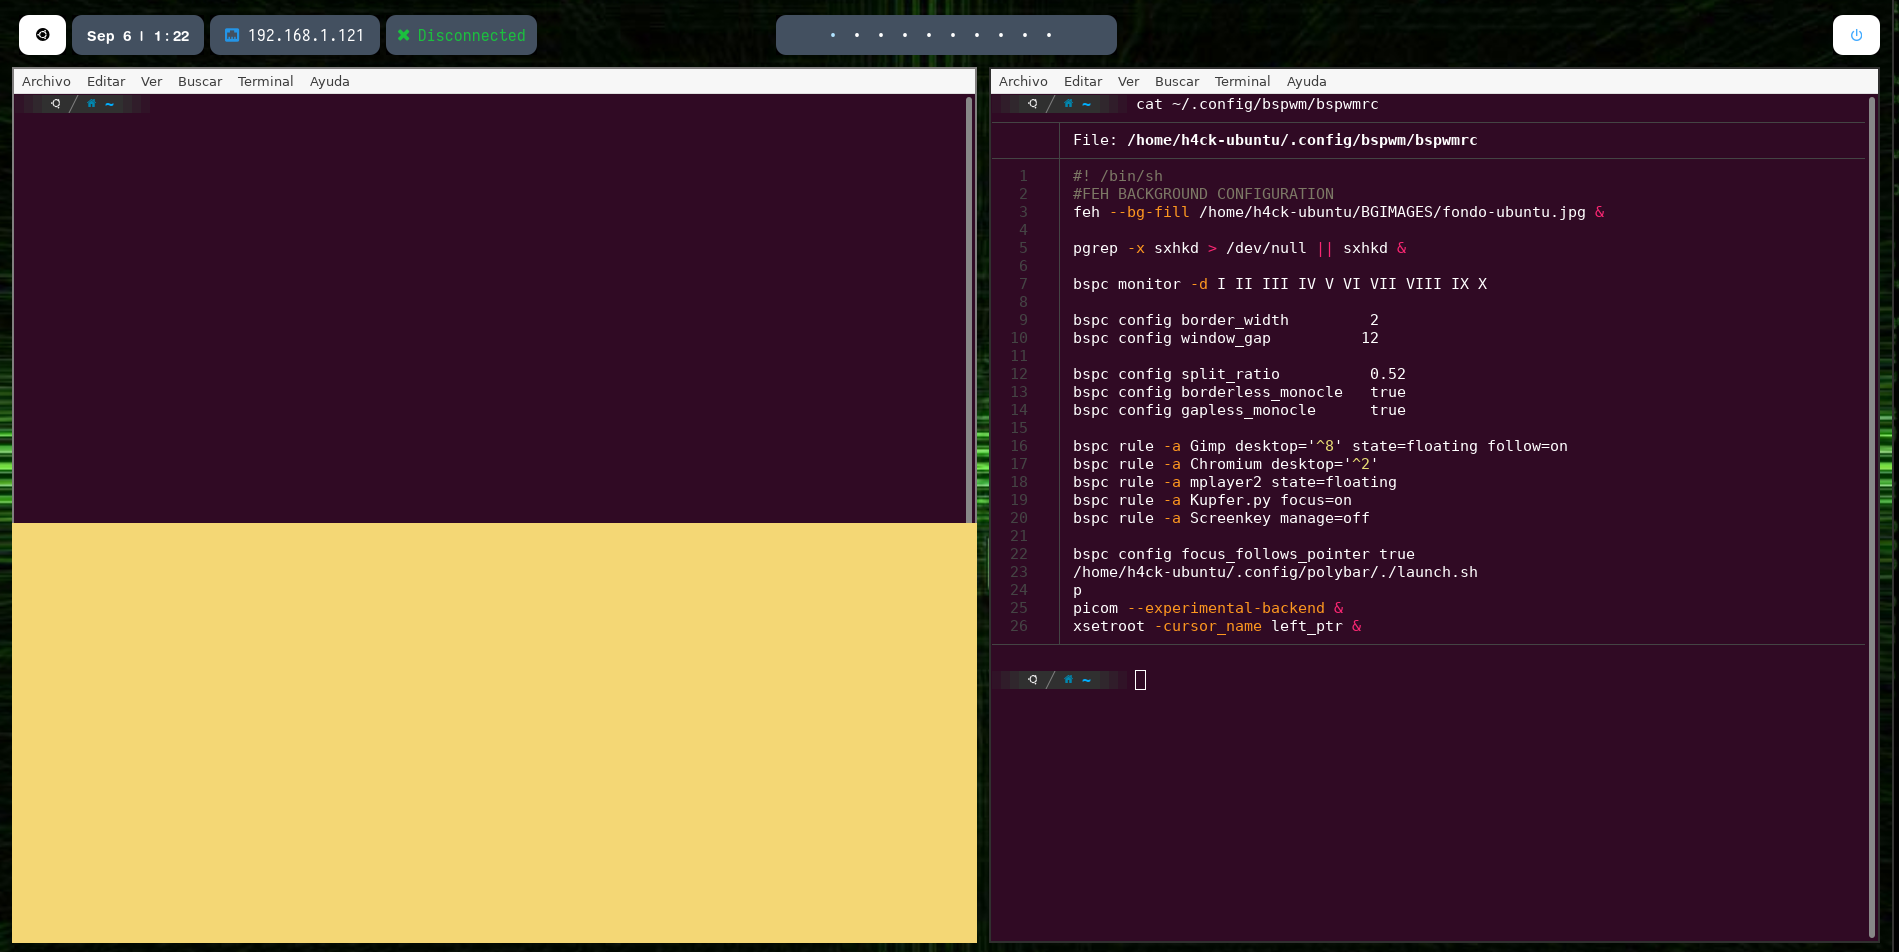 Sep 6 | 1:22
192.168.1.121
Disconnected
Archivo Editar Ver Buscar Terminal Ayuda
~
Archivo Editar Ver Buscar Terminal Ayuda
~ cat ~/.config/bspwm/bspwmrc
File: /home/h4ck-ubuntu/.config/bspwm/bspwmrc
1 #! /bin/sh
2 #FEH BACKGROUND CONFIGURATION
3 feh --bg-fill /home/h4ck-ubuntu/BGIMAGES/fondo-ubuntu.jpg &
4
5 pgrep -x sxhkd > /dev/null || sxhkd &
6
7 bspc monitor -d I II III IV V VI VII VIII IX X
8
9 bspc config border_width         2
10 bspc config window_gap          12
11
12 bspc config split_ratio          0.52
13 bspc config borderless_monocle   true
14 bspc config gapless_monocle      true
15
16 bspc rule -a Gimp desktop='^8' state=floating follow=on
17 bspc rule -a Chromium desktop='^2'
18 bspc rule -a mplayer2 state=floating
19 bspc rule -a Kupfer.py focus=on
20 bspc rule -a Screenkey manage=off
21
22 bspc config focus_follows_pointer true
23 /home/h4ck-ubuntu/.config/polybar/./launch.sh
24 p
25 picom --experimental-backend &
26 xsetroot -cursor_name left_ptr &
~